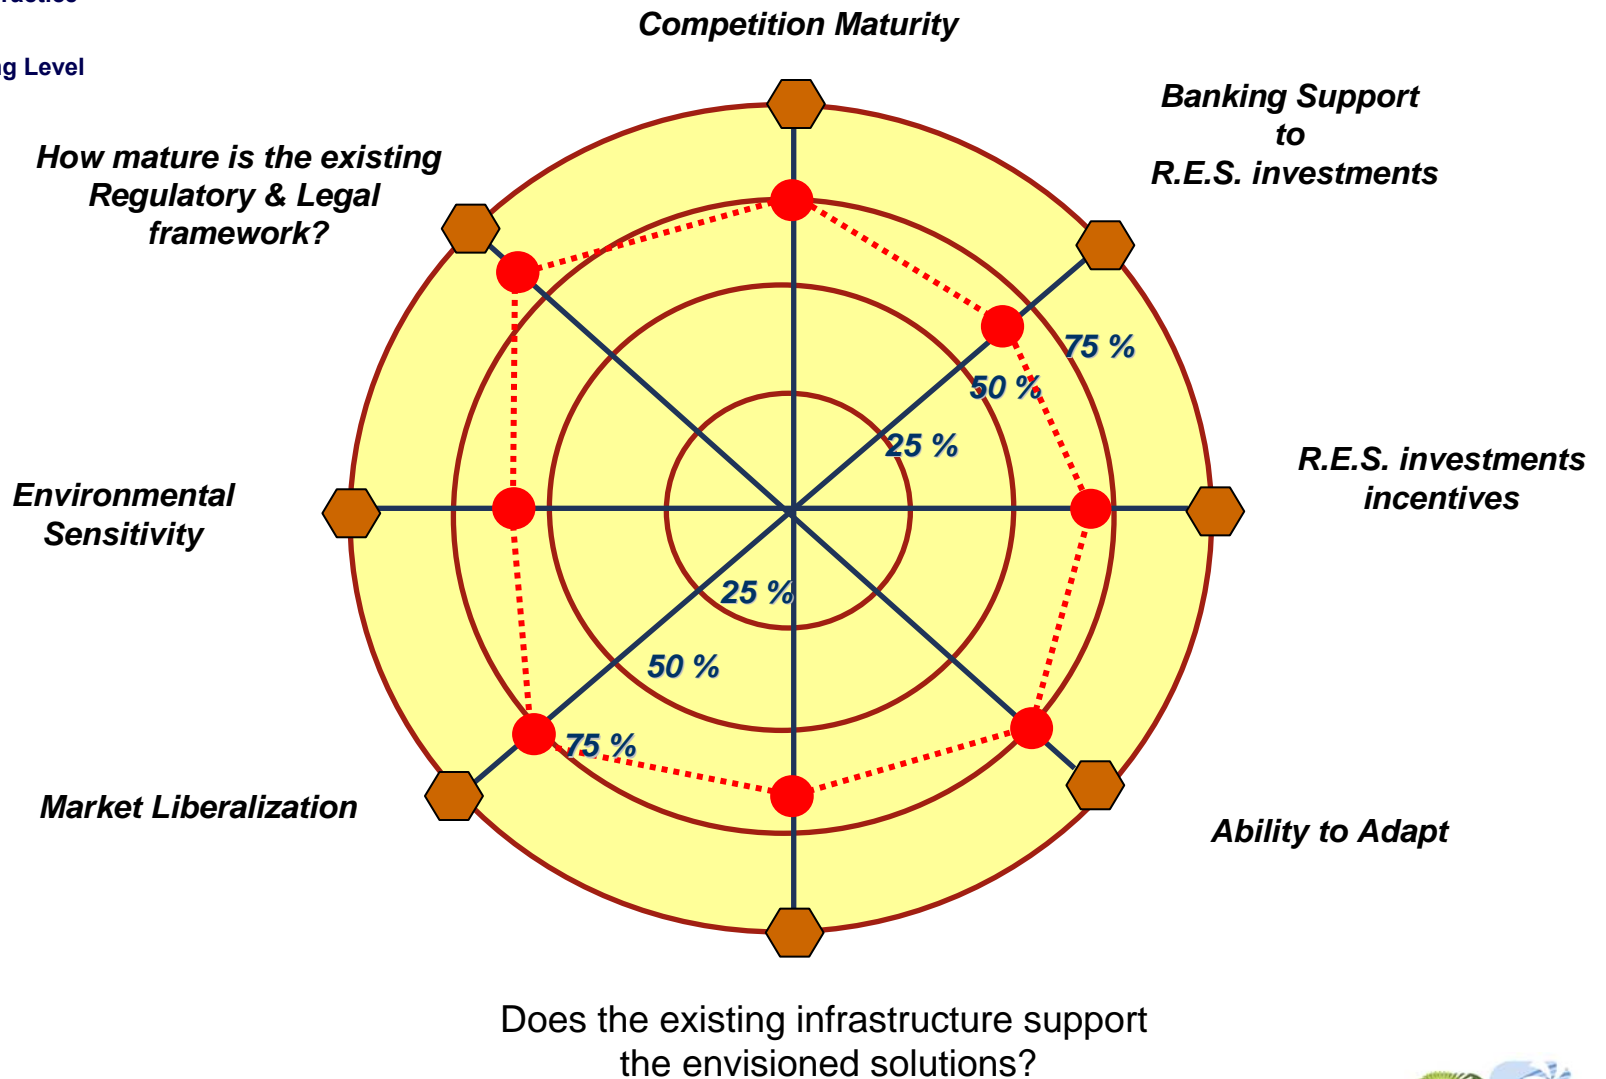 ng Level
Competition Maturity
Banking Support
to
R.E.S. investments
How mature is the existing
Regulatory & Legal
framework?
75 %
50 %
25 %
R.E.S. investments
incentives
Environmental
Sensitivity
25 %
50 %
75 %
Market Liberalization
Ability to Adapt
Does the existing infrastructure support
the envisioned solutions?